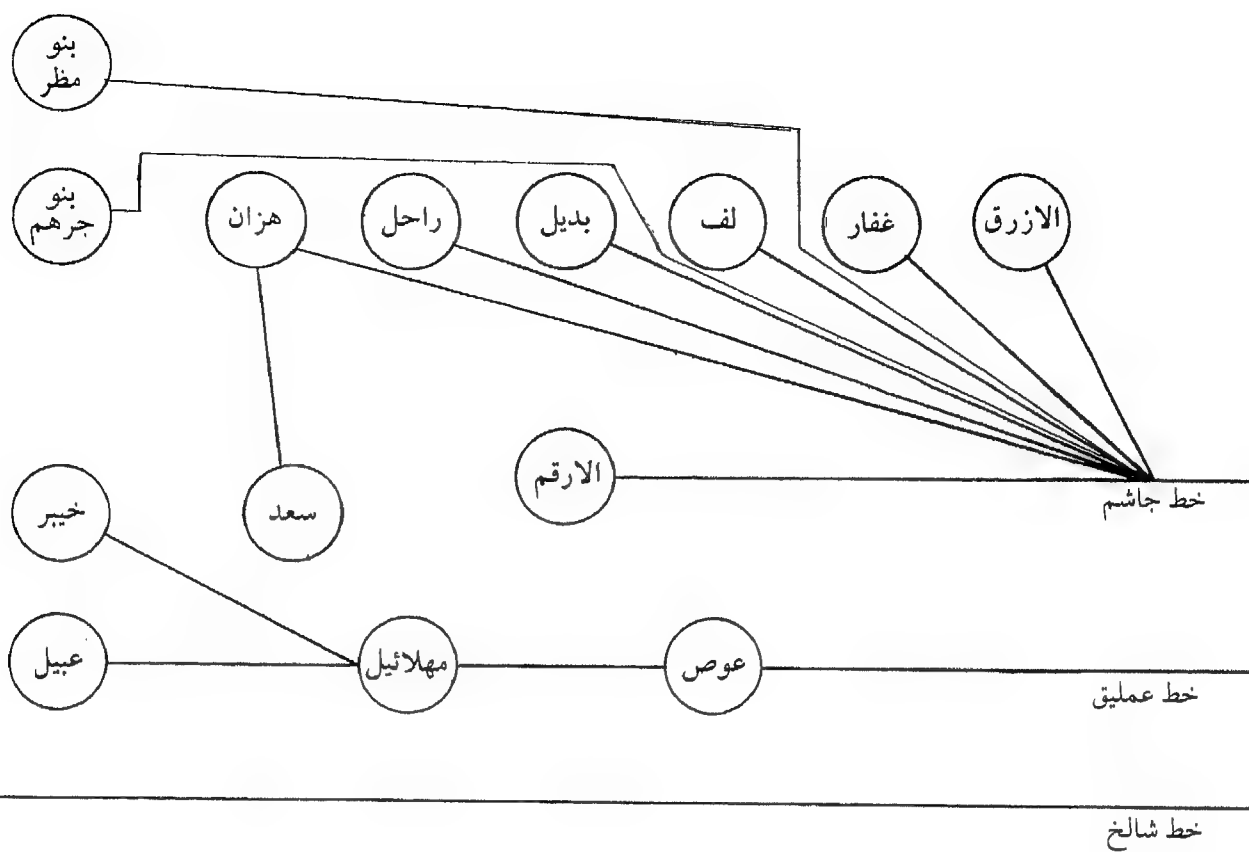 بنو
مظر
الازرق
غفار
لف
بديل
راحل
هزان
بنو
جرهم
الارقم
خط جاشم
سعد
خيبر
عوص
مهلائيل
عبيل
خط عمليق
خط شالخ